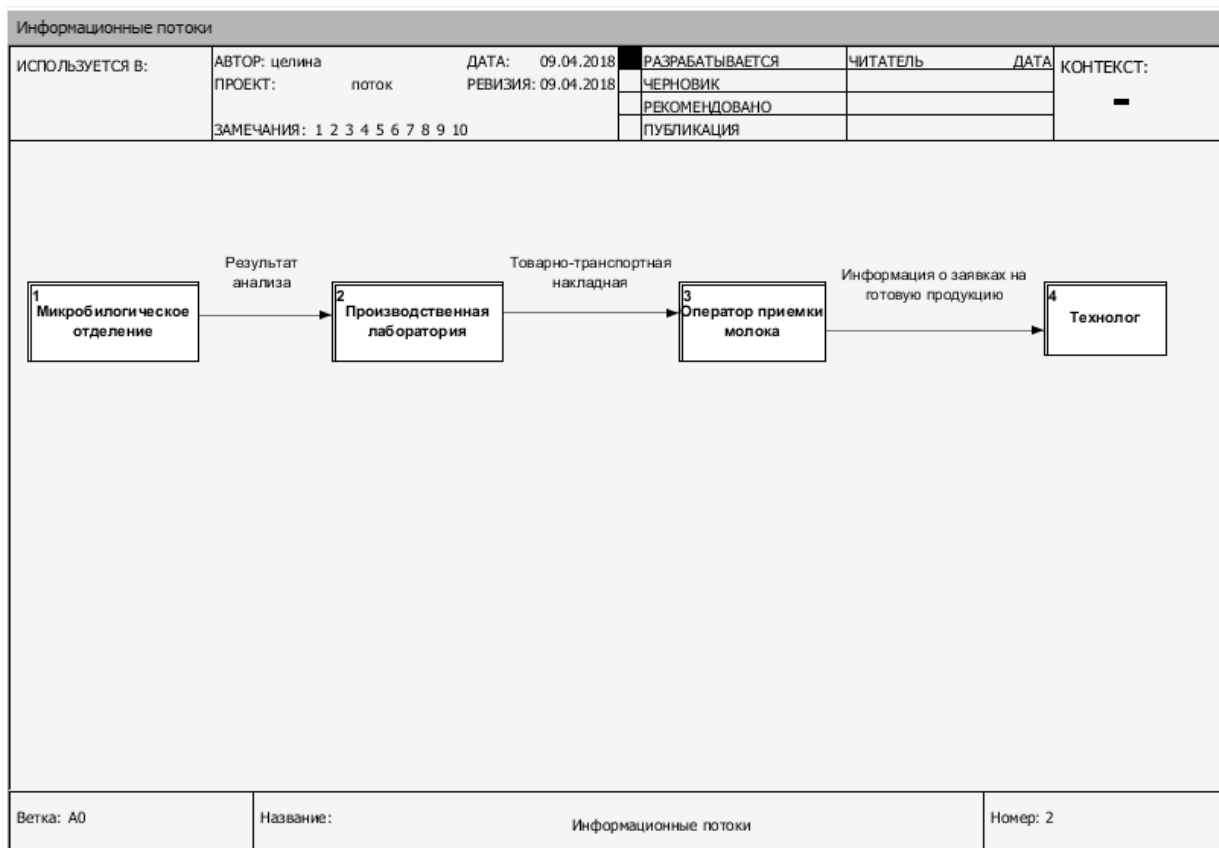 Информационные потоки
ИСПОЛЬЗУЕТСЯ В:
АВТОР: целина
ДАТА: 09.04.2018
ПРОЕКТ: поток
РЕВИЗИЯ: 09.04.2018
ЗАМЕЧАНИЯ: 1 2 3 4 5 6 7 8 9 10
РАЗРАБАТЫВАЕТСЯ
ЧЕРНОВИК
РЕКОМЕНДОВАНО
ПУБЛИКАЦИЯ
ЧИТАТЕЛЬ
ДАТА
КОНТЕКСТ:
1
Микробилогическое
отделение
Результат
анализа
2
Производственная
лаборатория
Товарно-транспортная
накладная
3
Оператор приемки
молока
Информация о заявках на
готовую продукцию
4
Технолог
Ветка: A0
Название:
Информационные потоки
Номер: 2